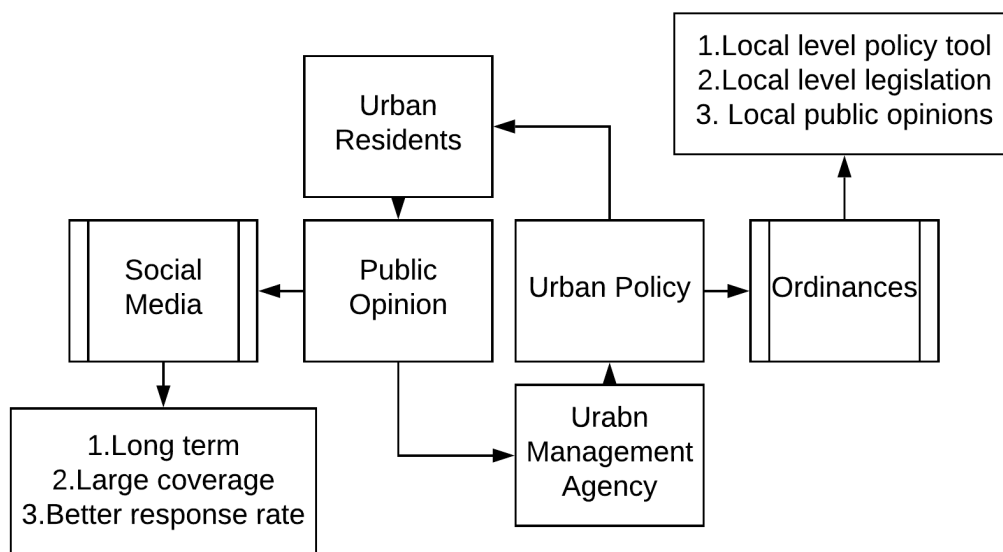 1.Local level policy tool
2.Local level legislation
3. Local public opinions
Urban
Residents
Social
Media
Public
Opinion
Urban Policy
Ordinances
Urabn
Management
Agency
1.Long term
2.Large coverage
3.Better response rate